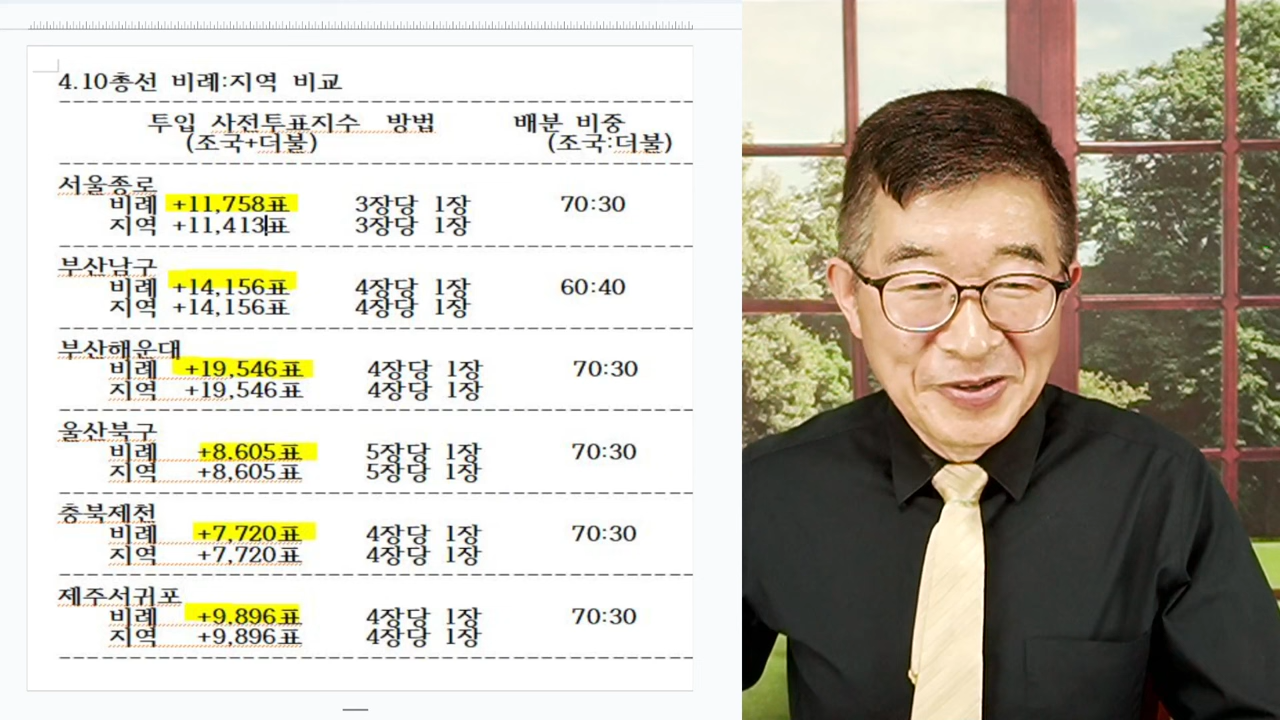 4.10총선 비례:지역 비교
투입 사전투표지수 방법 배분 비중
(조국+더불) (조국:더불)
서울종로
비례 +11,758표 3장당 1장 70:30
지역 +11,413표 3장당 1장
부산남구
비례 +14,156표 4장당 1장 60:40
지역 +14,156표 4장당 1장
부산해운대
비례 +19,546표 4장당 1장 70:30
지역 +19,546표 4장당 1장
울산북구
비례 +8,605표 5장당 1장 70:30
지역 +8,605표 5장당 1장
충북제천
비례 +7,720표 4장당 1장 70:30
지역 +7,720표 4장당 1장
제주서귀포
비례 +9,896표 4장당 1장 70:30
지역 +9,896표 4장당 1장